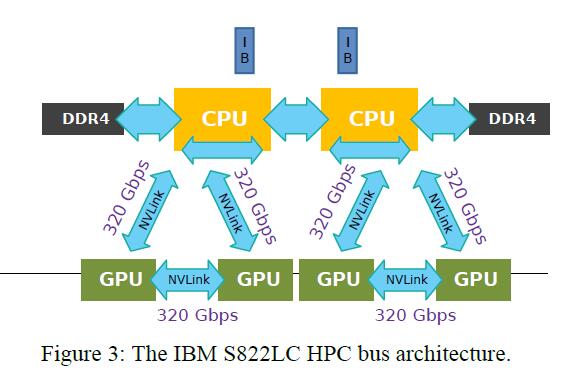 I
B
I
B
DDR4
CPU
CPU
DDR4
320 Gbps
NVLink
NVLink
320 Gbps
320 Gbps
NVLink
NVLink
320 Gbps
GPU
NVLink
GPU
GPU
NVLink
GPU
320 Gbps
320 Gbps
Figure 3: The IBM S822LC HPC bus architecture.